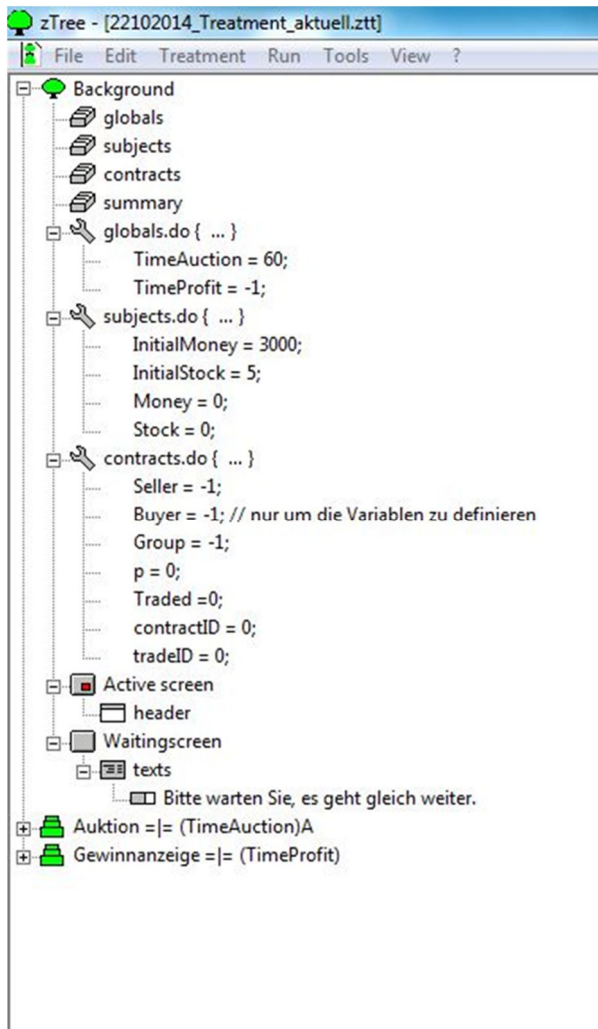 zTree - [22102014_Treatment_aktuell.ztt]
File Edit Treatment Run Tools View ?
Background
globals
subjects
contracts
summary
globals.do { ... }
TimeAuction = 60;
TimeProfit = -1;
subjects.do { ... }
InitialMoney = 3000;
InitialStock = 5;
Money = 0;
Stock = 0;
contracts.do { ... }
Seller = -1;
Buyer = -1; // nur um die Variablen zu definieren
Group = -1;
p = 0;
Traded =0;
contractID = 0;
tradeID = 0;
Active screen
header
Waitingscreen
texts
Bitte warten Sie, es geht gleich weiter.
Auktion =|= (TimeAuction)A
Gewinnanzeige =|= (TimeProfit)